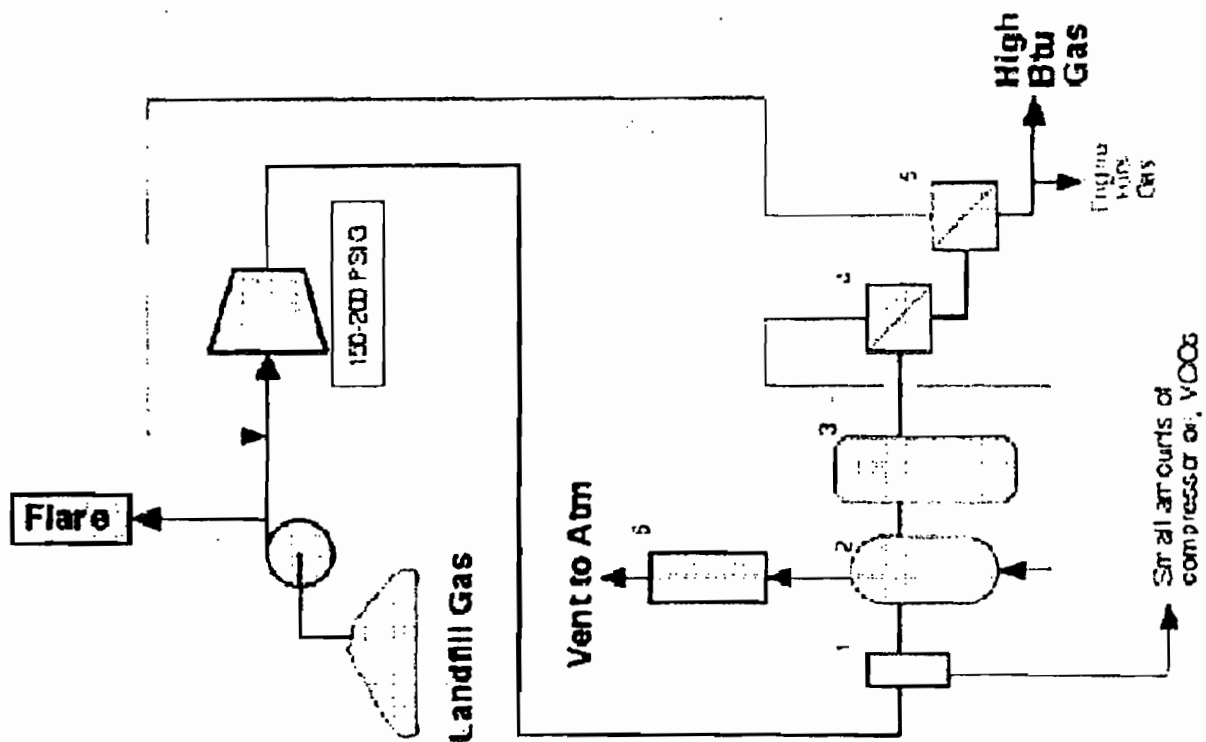 Flare
Landfill Gas
150-200 PSIG
Vent to Atm
6
1
2
3
5
High
Btu
Gas
Gas
Small amounts of
compressor oil, VOCs